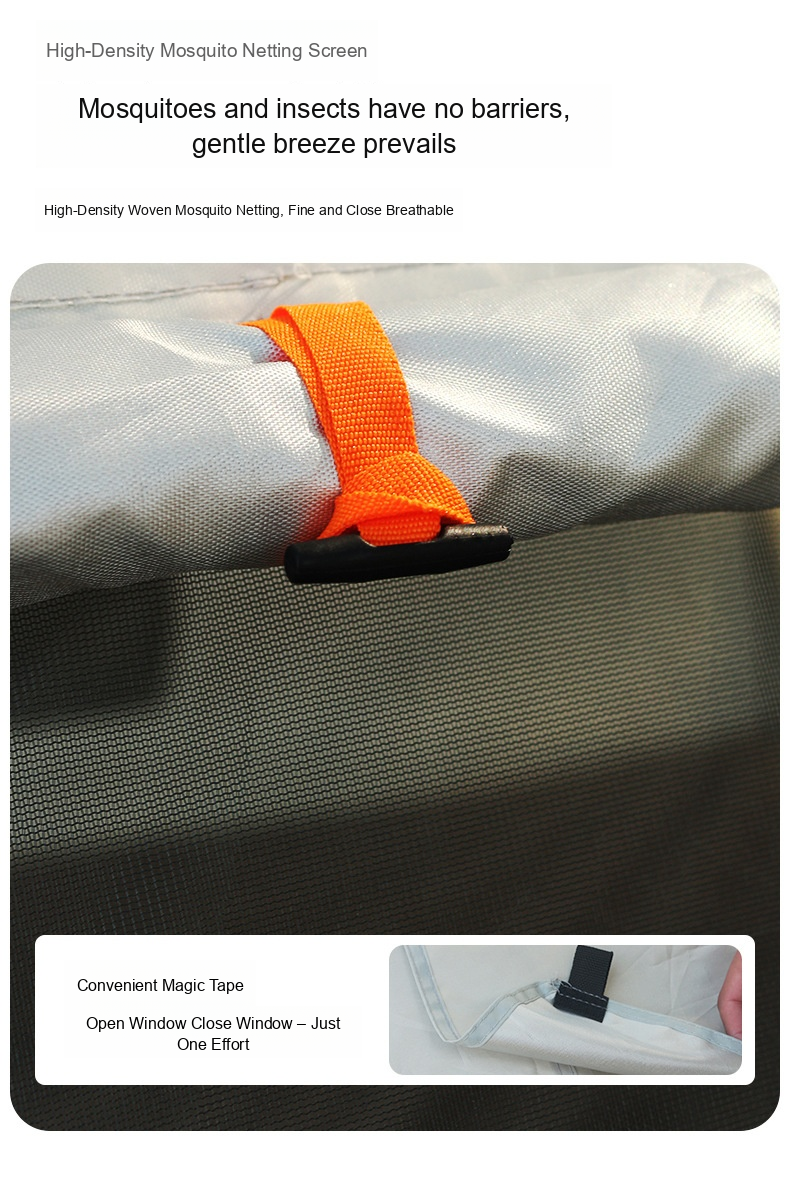 High-Density Mosquito Netting Screen
Mosquitoes and insects have no barriers,
gentle breeze prevails
High-Density Woven Mosquito Netting, Fine and Close Breathable
Convenient Magic Tape
Open Window Close Window – Just
One Effort